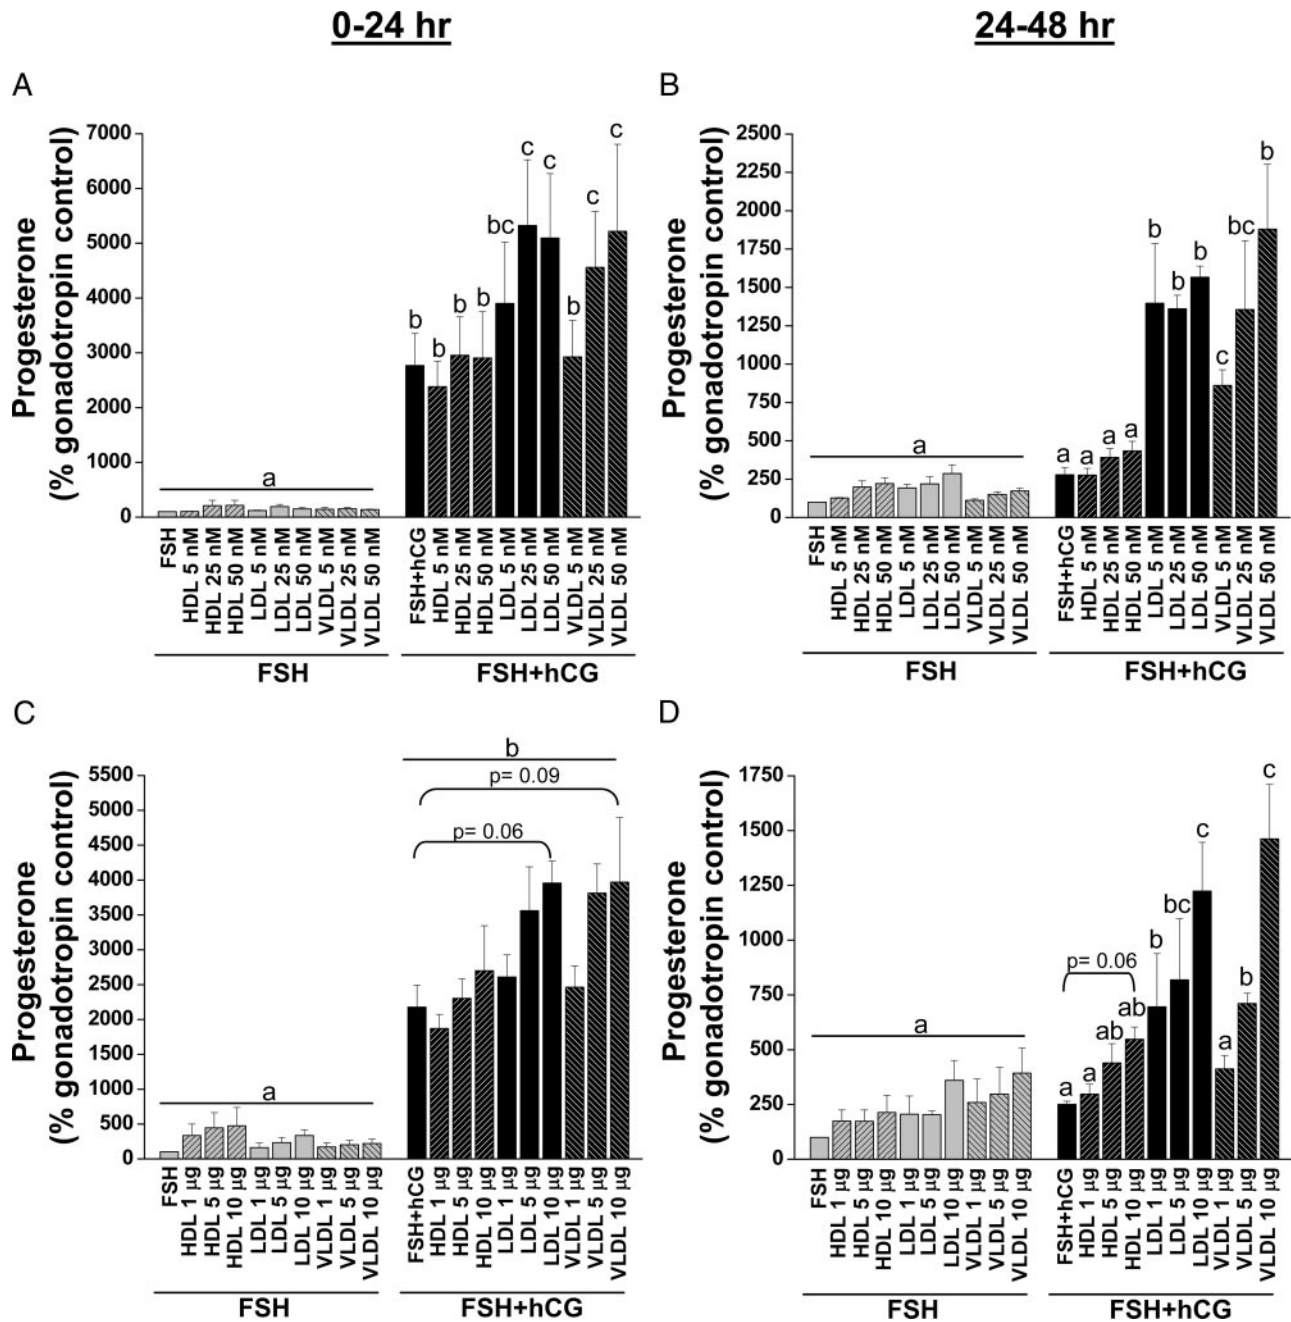 0-24 hr
24-48 hr
A
Progesterone
(% gonadotropin control)
7000
6000
5000
4000
3000
2000
1000
0
a
b
b
b
b
bc
c
c
b
c
c
FSH
HDL 5 nM
HDL 25 nM
HDL 50 nM
LDL 5 nM
LDL 25 nM
LDL 50 nM
VLDL 5 nM
VLDL 25 nM
VLDL 50 nM
FSH+hCG
HDL 5 nM
HDL 25 nM
HDL 50 nM
LDL 5 nM
LDL 25 nM
LDL 50 nM
VLDL 5 nM
VLDL 25 nM
VLDL 50 nM
FSH
FSH+hCG
B
Progesterone
(% gonadotropin control)
2500
2250
2000
1750
1500
1250
1000
750
500
250
0
a
a
a
a
a
b
b
b
c
bc
b
FSH
HDL 5 nM
HDL 25 nM
HDL 50 nM
LDL 5 nM
LDL 25 nM
LDL 50 nM
VLDL 5 nM
VLDL 25 nM
VLDL 50 nM
FSH+hCG
HDL 5 nM
HDL 25 nM
HDL 50 nM
LDL 5 nM
LDL 25 nM
LDL 50 nM
VLDL 5 nM
VLDL 25 nM
VLDL 50 nM
FSH
FSH+hCG
C
Progesterone
(% gonadotropin control)
5500
5000
4500
4000
3500
3000
2500
2000
1500
1000
500
0
a
b
p= 0.09
p= 0.06
FSH
HDL 1 μg
HDL 5 μg
HDL 10 μg
LDL 1 μg
LDL 5 μg
LDL 10 μg
VLDL 1 μg
VLDL 5 μg
VLDL 10 μg
FSH+hCG
HDL 1 μg
HDL 5 μg
HDL 10 μg
LDL 1 μg
LDL 5 μg
LDL 10 μg
VLDL 1 μg
VLDL 5 μg
VLDL 10 μg
FSH
FSH+hCG
D
Progesterone
(% gonadotropin control)
1750
1500
1250
1000
750
500
250
0
a
p= 0.06
a
a
ab
ab
b
bc
c
a
b
c
FSH
HDL 1 μg
HDL 5 μg
HDL 10 μg
LDL 1 μg
LDL 5 μg
LDL 10 μg
VLDL 1 μg
VLDL 5 μg
VLDL 10 μg
FSH+hCG
HDL 1 μg
HDL 5 μg
HDL 10 μg
LDL 1 μg
LDL 5 μg
LDL 10 μg
VLDL 1 μg
VLDL 5 μg
VLDL 10 μg
FSH
FSH+hCG